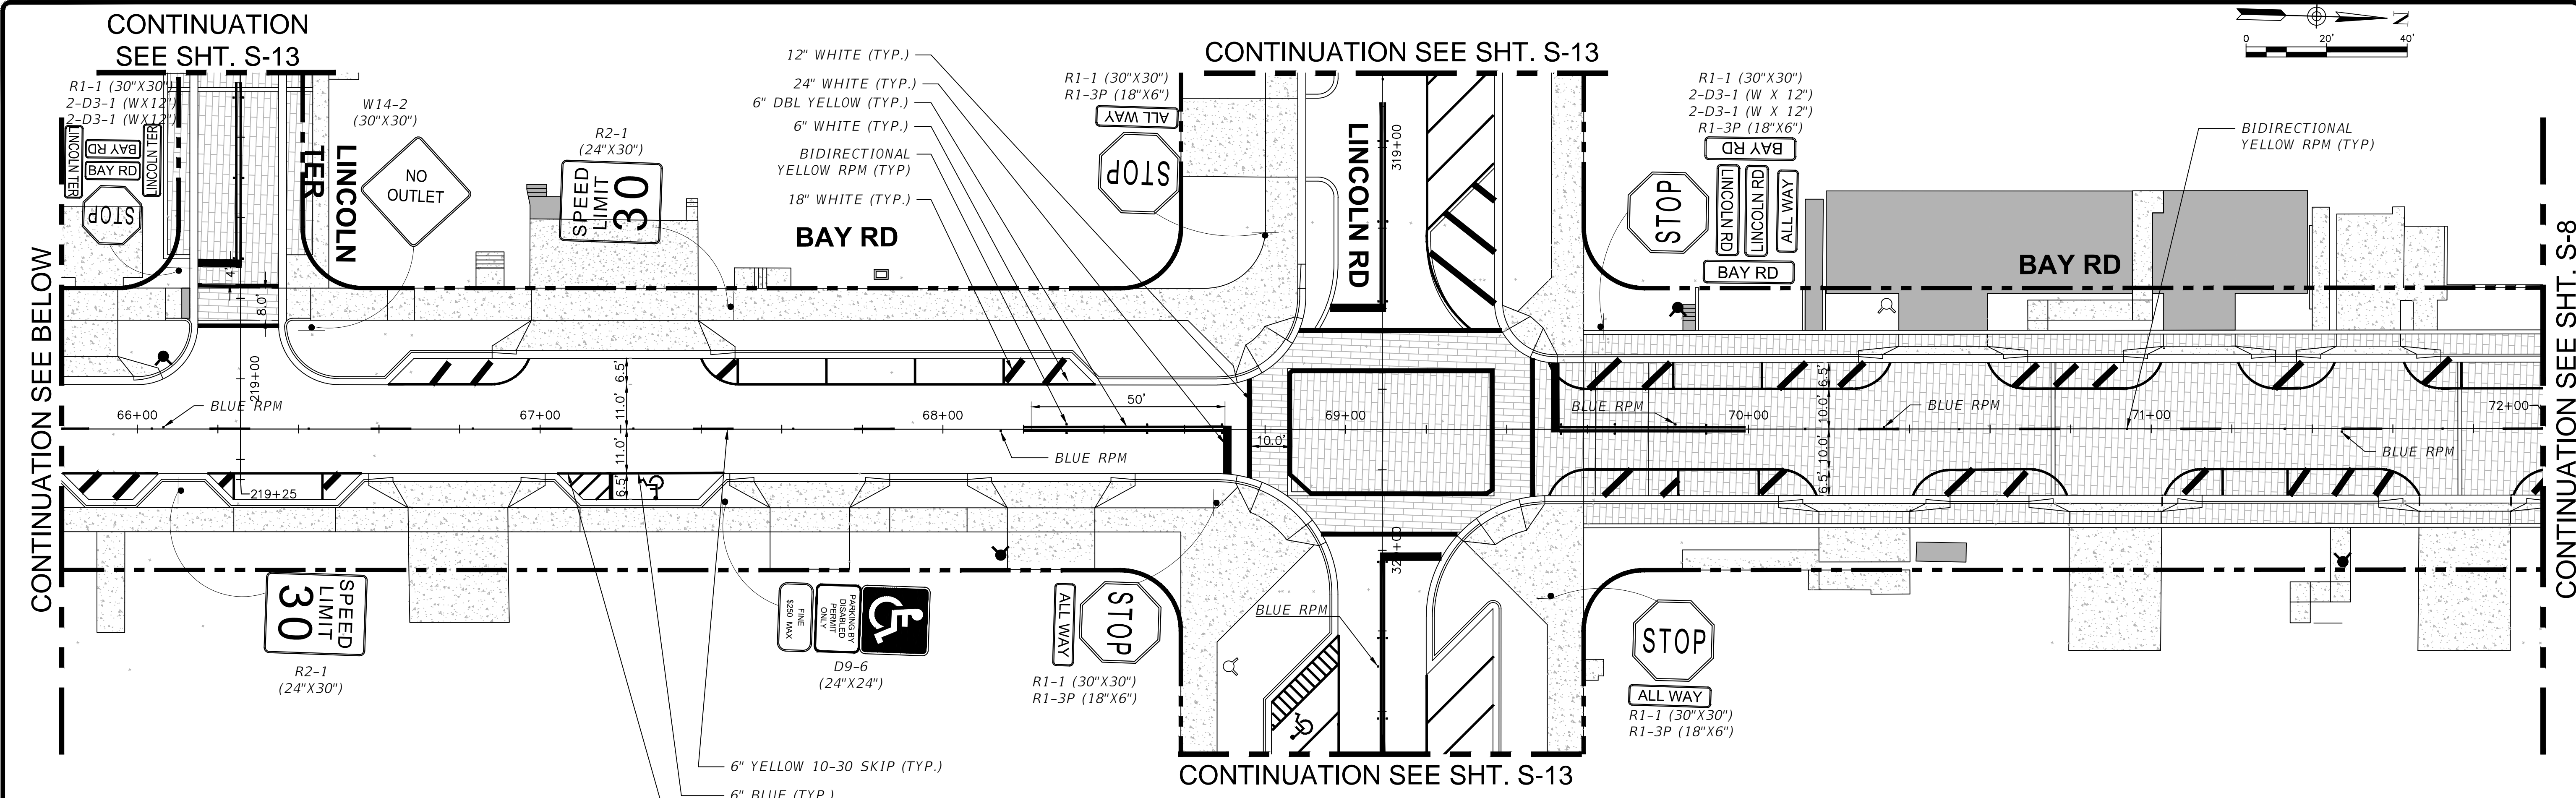 CONTINUATION
SEE SHT. S-13
R1-1 (30"X30")
2-D3-1 (WX12")
2-D3-1 (WX12")
LINCOLN TER
BAY RD
BAY RD
LINCOLN TER
STOP
LINCOLN
TER
W14-2
(30"X30")
NO
OUTLET
R2-1
(24"X30")
SPEED
LIMIT
30
12" WHITE (TYP.)
24" WHITE (TYP.)
6" DBL YELLOW (TYP.)
6" WHITE (TYP.)
BIDIRECTIONAL
YELLOW RPM (TYP)
18" WHITE (TYP.)
BAY RD
CONTINUATION SEE SHT. S-13
R1-1 (30"X30")
R1-3P (18"X6")
ALL WAY
STOP
LINCOLN RD
319+00
R1-1 (30"X30")
2-D3-1 (W X 12")
2-D3-1 (W X 12")
R1-3P (18"X6")
BAY RD
STOP
LINCOLN RD
LINCOLN RD
ALL WAY
BAY RD
N
0 20' 40'
BIDIRECTIONAL
YELLOW RPM (TYP)
BAY RD
CONTINUATION SEE BELOW
CONTINUATION SEE SHT. S-8
4'
8.0'
219+00
219+25
66+00
BLUE RPM
67+00
6.5'
11.0'
11.0'
6.5'
68+00
50'
BLUE RPM
10.0'
69+00
BLUE RPM
70+00
6.5'
10.0'
10.0'
6.5'
BLUE RPM
71+00
BLUE RPM
72+00
SPEED
LIMIT
30
R2-1
(24"X30")
FINE
$250 MAX
PARKING BY
DISABLED
PERMIT
ONLY
D9-6
(24"X24")
ALL WAY
STOP
R1-1 (30"X30")
R1-3P (18"X6")
BLUE RPM
STOP
ALL WAY
R1-1 (30"X30")
R1-3P (18"X6")
6" YELLOW 10-30 SKIP (TYP.)
6" BLUE (TYP.)
CONTINUATION SEE SHT. S-13